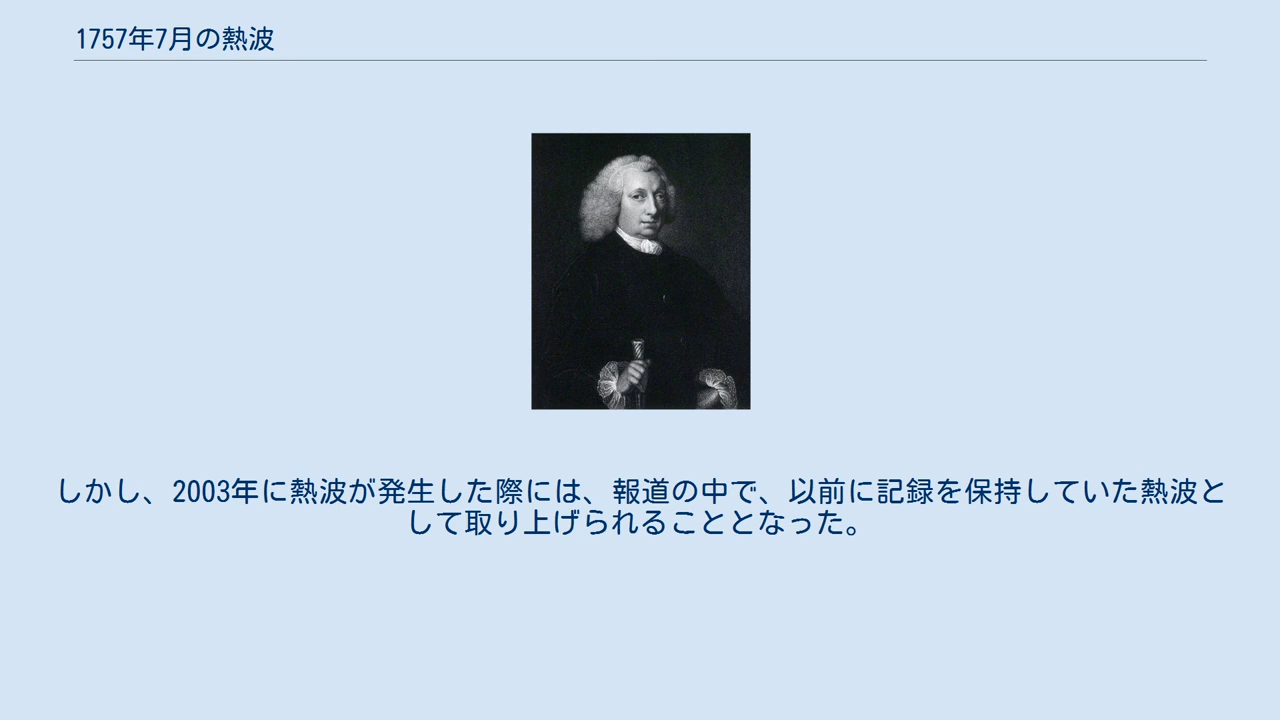 1757年7月の熱波
しかし、2003年に熱波が発生した際には、報道の中で、以前に記録を保持していた熱波と
して取り上げられることとなった。